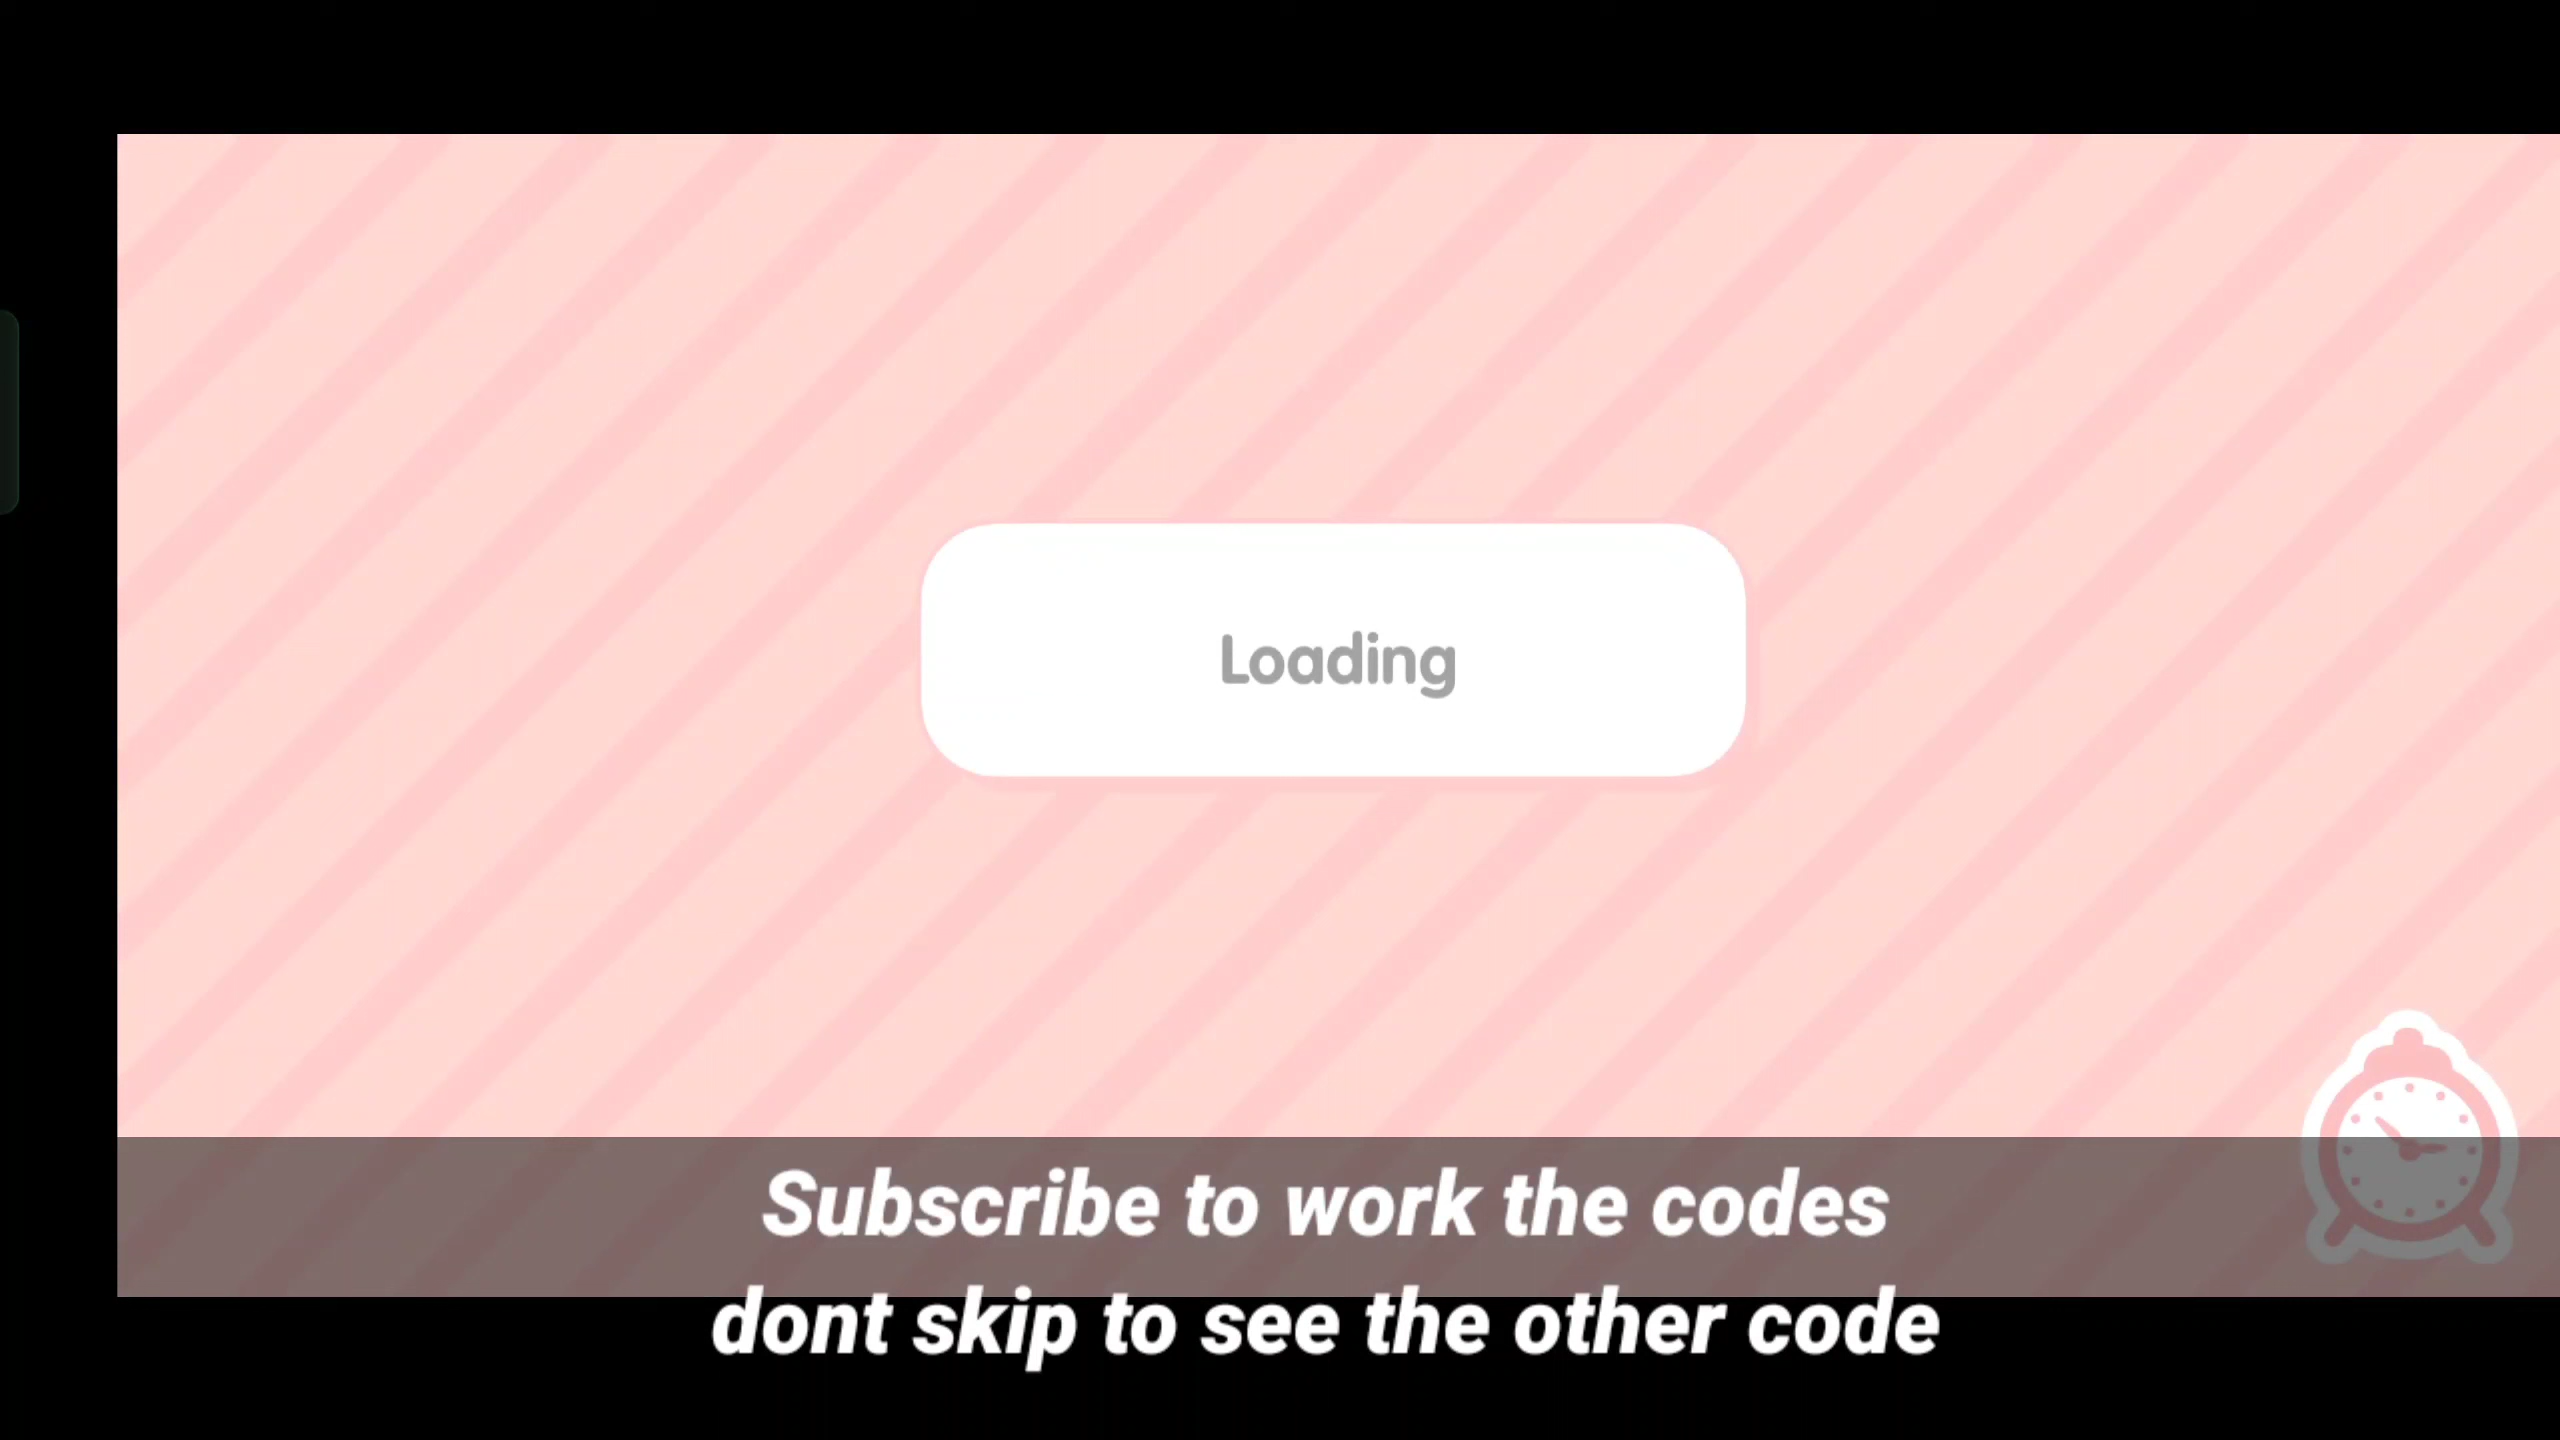 Loading
Subscribe to work the codes
dont skip to see the other code